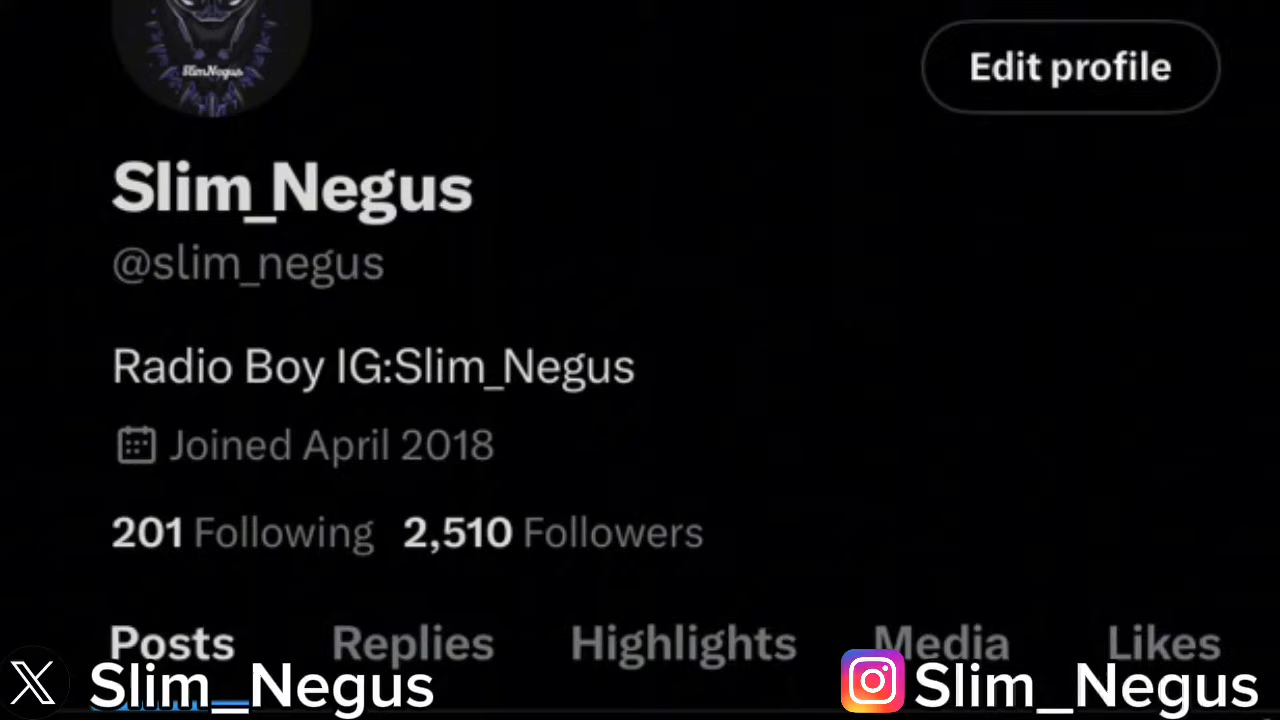 SlimNegus
Edit profile
Slim_Negus
@slim_negus
Radio Boy IG:Slim_Negus
Joined April 2018
201 Following 2,510 Followers
Posts Replies Highlights Media Likes
Slim_Negus Slim_Negus